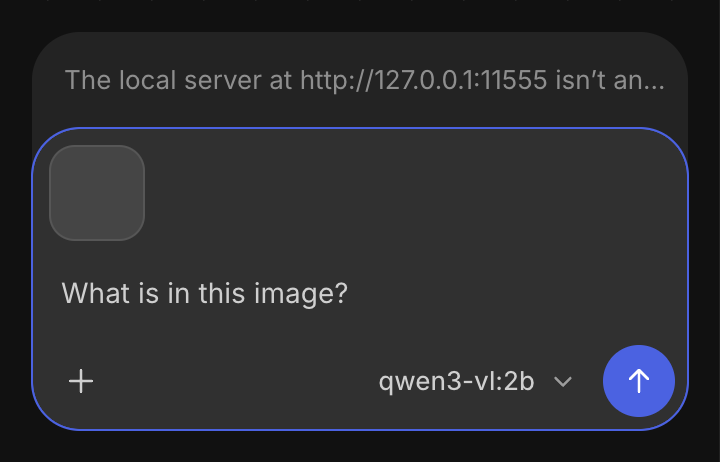 The local server at http://127.0.0.1:11555 isn’t an...
What is in this image?
qwen3-vl:2b